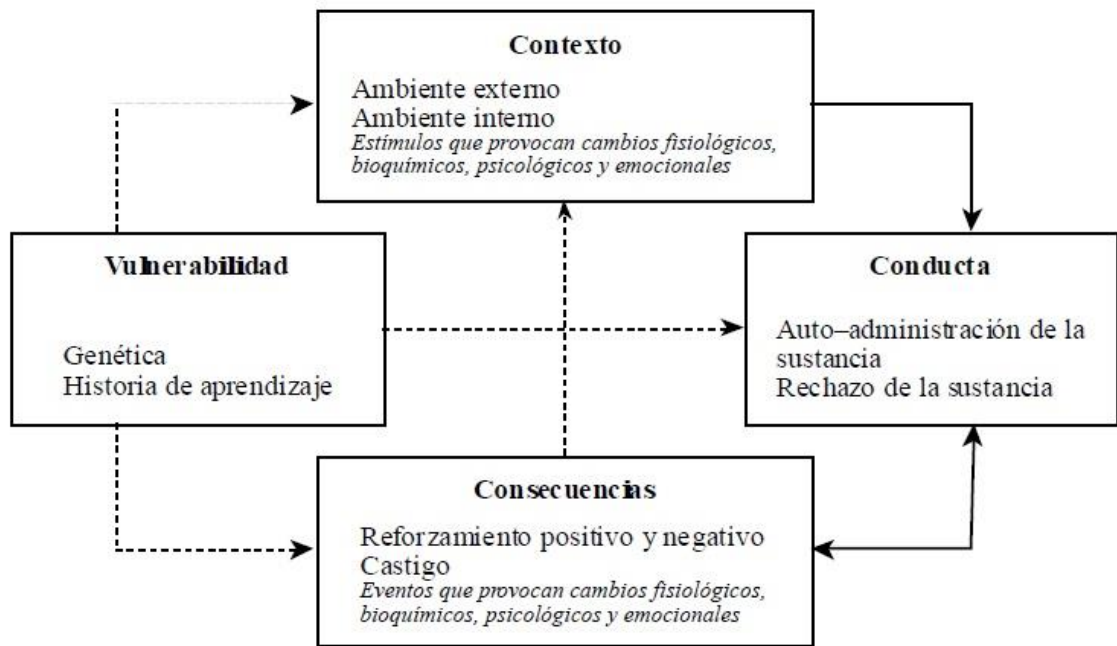 Contexto
Ambiente externo
Ambiente interno
Estímulos que provocan cambios fisiológicos,
bioquímicos, psicológicos y emocionales
Vulnerabilidad
Genética
Historia de aprendizaje
Conducta
Auto–administración de la
sustancia
Rechazo de la sustancia
Consecuencias
Reforzamiento positivo y negativo
Castigo
Eventos que provocan cambios fisiológicos,
bioquímicos, psicológicos y emocionales